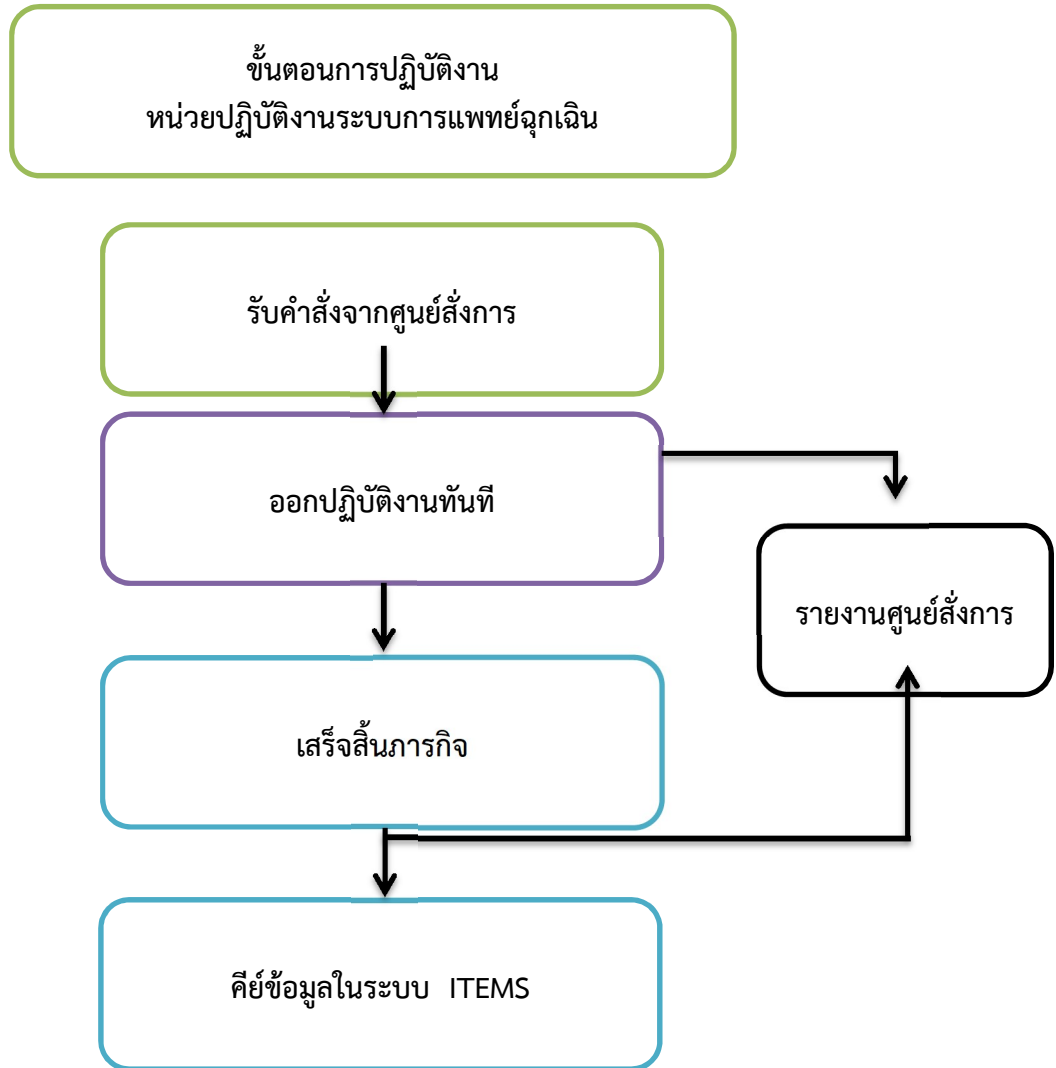 ขั้นตอนการปฏิบัติงาน
หน่วยปฏิบัติงานระบบการแพทย์ฉุกเฉิน
รับคำสั่งจากศูนย์สั่งการ
ออกปฏิบัติงานทันที
รายงานศูนย์สั่งการ
เสร็จสิ้นภารกิจ
คีย์ข้อมูลในระบบ ITEMS